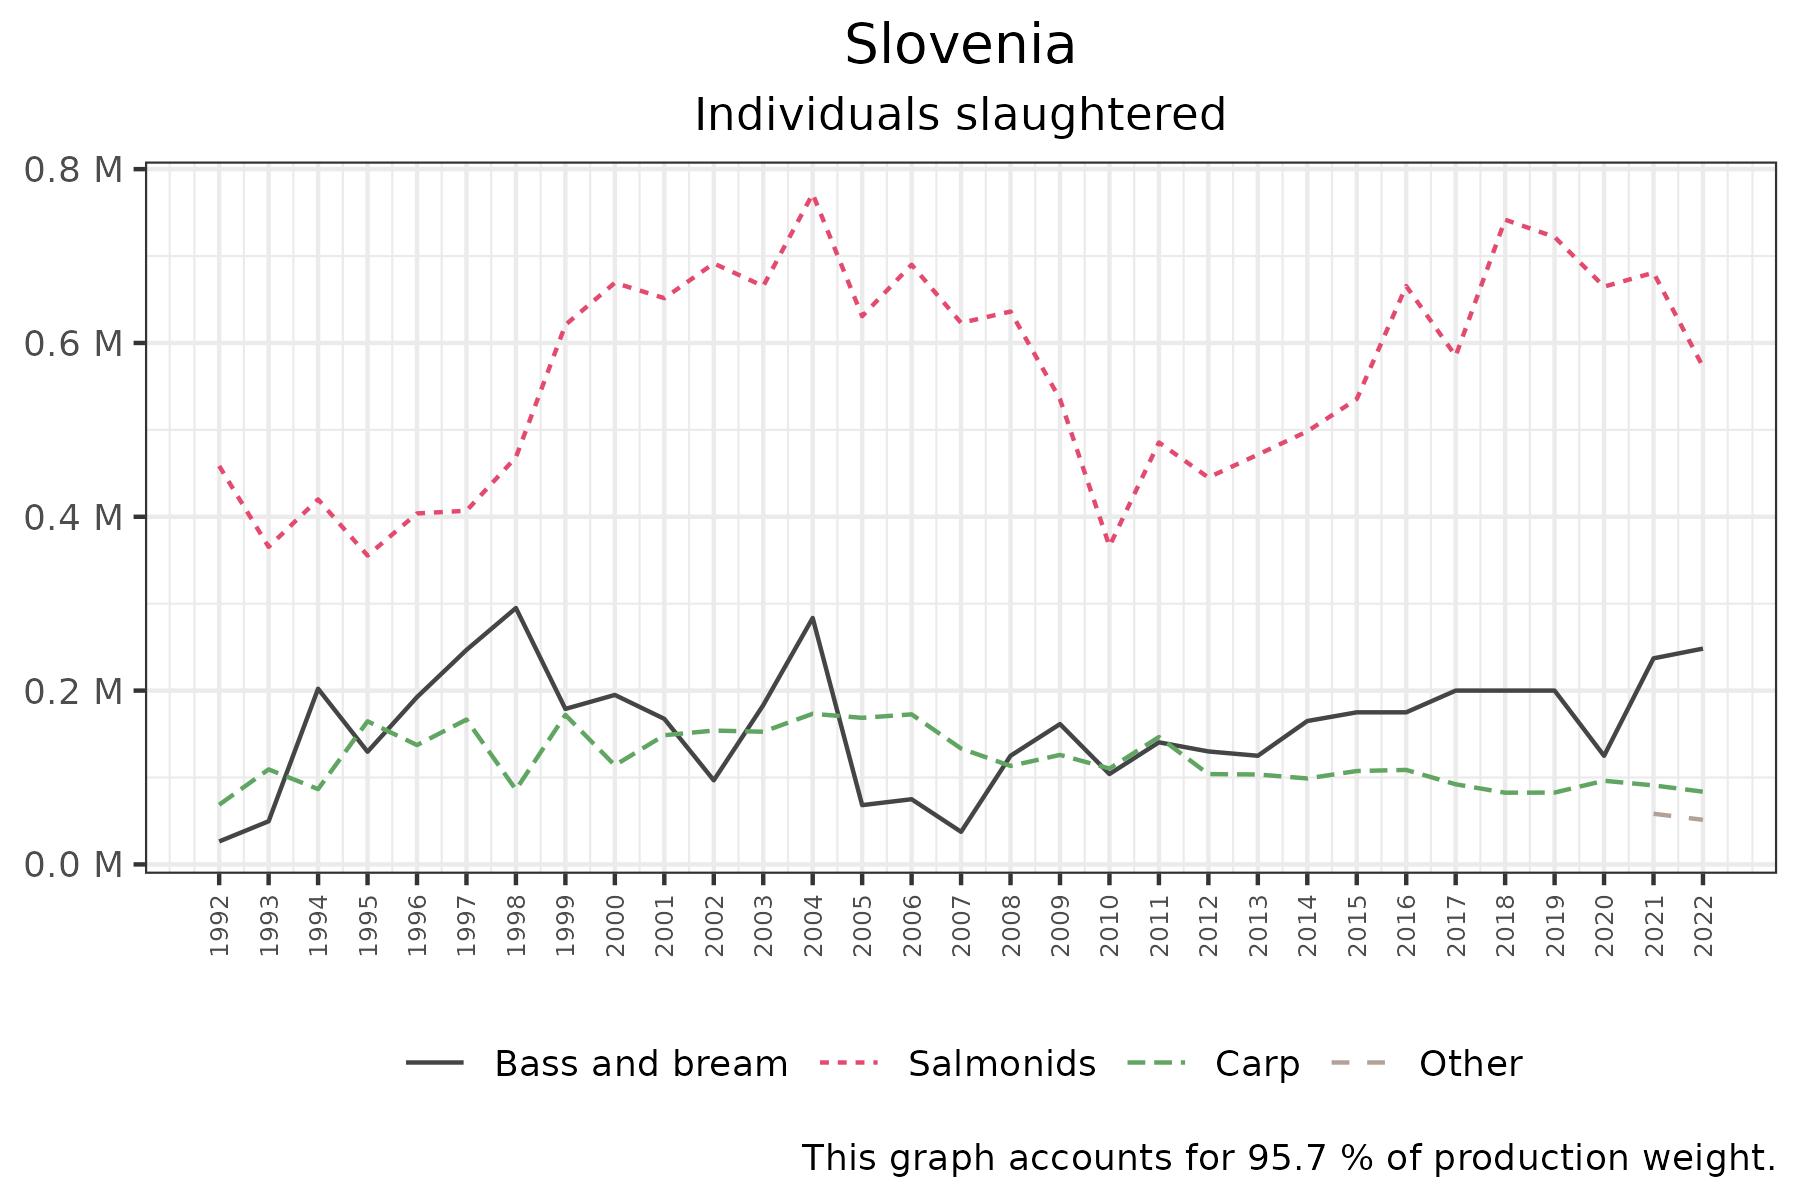 Slovenia
Individuals slaughtered
0.8 M
0.6 M
0.4 M
0.2 M
0.0 M
1992 1993 1994 1995 1996 1997 1998 1999 2000 2001 2002 2003 2004 2005 2006 2007 2008 2009 2010 2011 2012 2013 2014 2015 2016 2017 2018 2019 2020 2021 2022
Bass and bream Salmonids Carp Other
This graph accounts for 95.7 % of production weight.